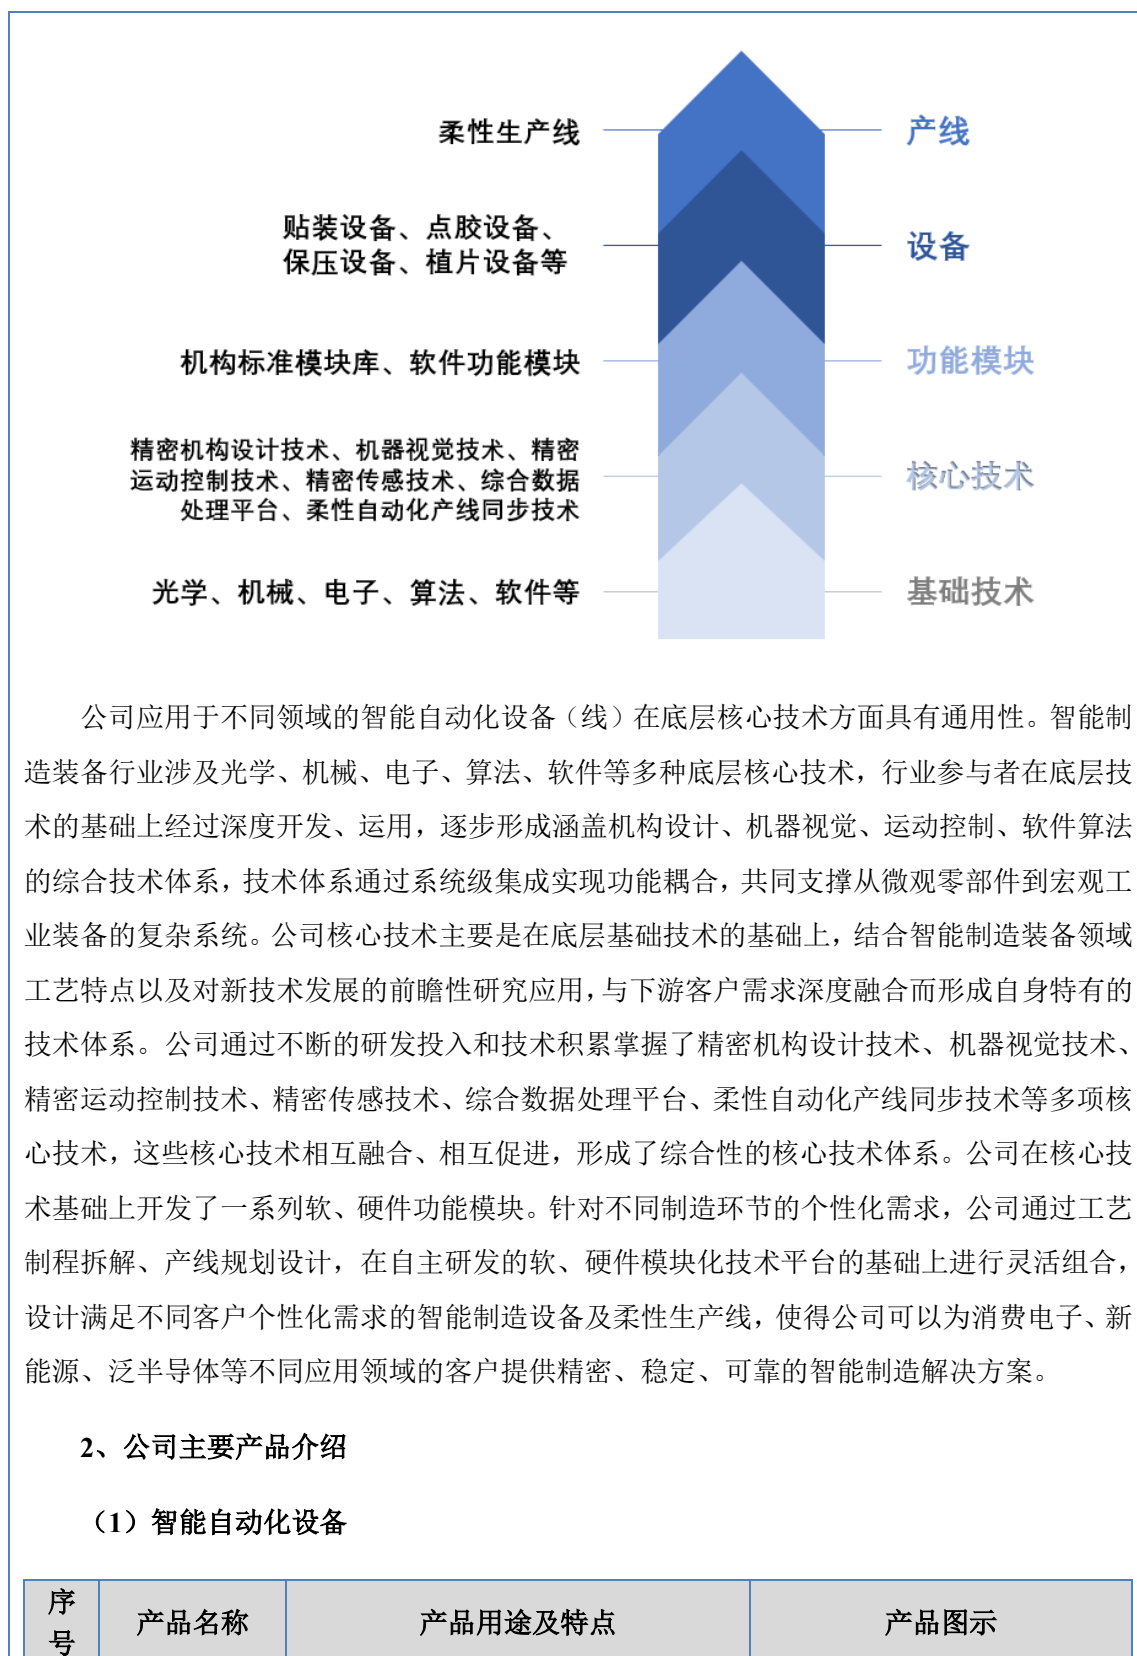 柔性生产线
产线
贴装设备、点胶设备、
保压设备、植片设备等
设备
机构标准模块库、软件功能模块
功能模块
精密机构设计技术、机器视觉技术、精密
运动控制技术、精密传感技术、综合数据
处理平台、柔性自动化产线同步技术
核心技术
光学、机械、电子、算法、软件等
基础技术
公司应用于不同领域的智能自动化设备（线）在底层核心技术方面具有通用性。智能制
造装备行业涉及光学、机械、电子、算法、软件等多种底层核心技术，行业参与者在底层技
术的基础上经过深度开发、运用，逐步形成涵盖机构设计、机器视觉、运动控制、软件算法
的综合技术体系，技术体系通过系统级集成实现功能耦合，共同支撑从微观零部件到宏观工
业装备的复杂系统。公司核心技术主要是在底层基础技术的基础上，结合智能制造装备领域
工艺特点以及对新技术发展的前瞻性研究应用，与下游客户需求深度融合而形成自身特有的
技术体系。公司通过不断的研发投入和技术积累掌握了精密机构设计技术、机器视觉技术、
精密运动控制技术、精密传感技术、综合数据处理平台、柔性自动化产线同步技术等多项核
心技术，这些核心技术相互融合、相互促进，形成了综合性的核心技术体系。公司在核心技
术基础上开发了一系列软、硬件功能模块。针对不同制造环节的个性化需求，公司通过工艺
制程拆解、产线规划设计，在自主研发的软、硬件模块化技术平台的基础上进行灵活组合，
设计满足不同客户个性化需求的智能制造设备及柔性生产线，使得公司可以为消费电子、新
能源、泛半导体等不同应用领域的客户提供精密、稳定、可靠的智能制造解决方案。
2、公司主要产品介绍
（1）智能自动化设备
序
号
产品名称
产品用途及特点
产品图示